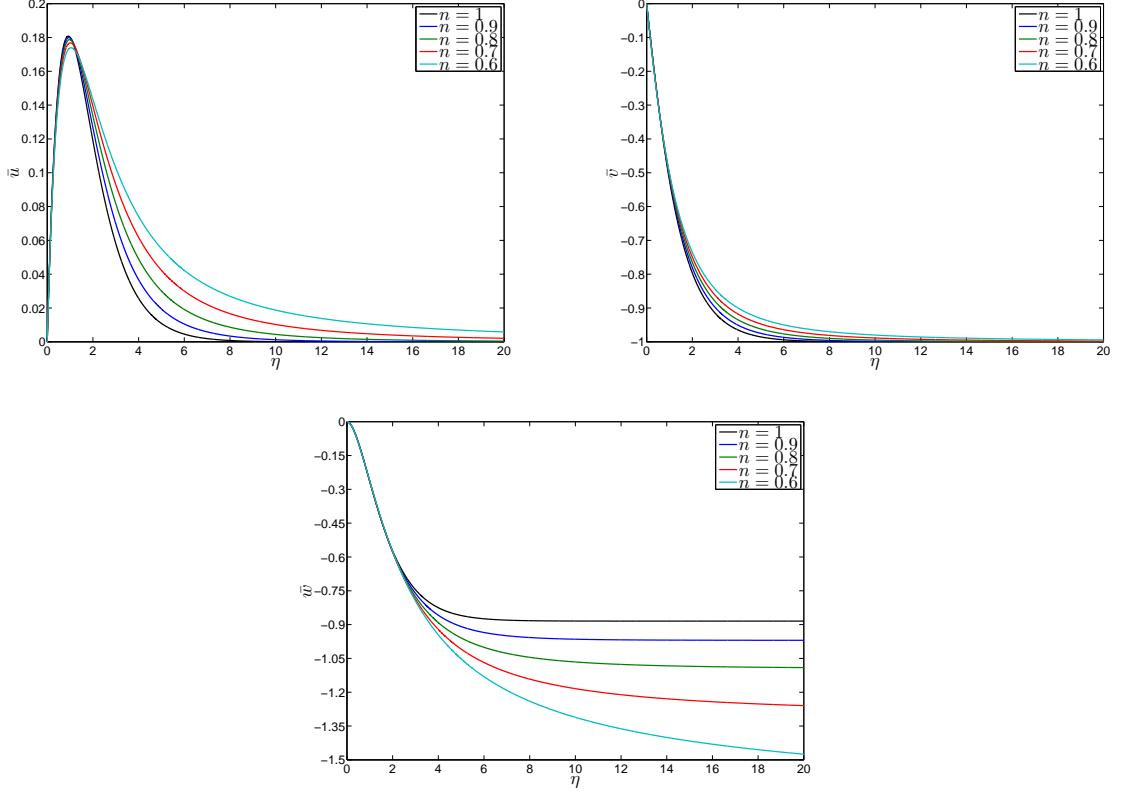 0.2
0.18
0.16
0.14
0.12
0.1
0.08
0.06
0.04
0.02
0
ū
0 2 4 6 8 10 12 14 16 18 20
η
n = 1
n = 0.9
n = 0.8
n = 0.7
n = 0.6
0
−0.1
−0.2
−0.3
−0.4
−0.5
−0.6
−0.7
−0.8
−0.9
−1
v̄
0 2 4 6 8 10 12 14 16 18 20
η
n = 1
n = 0.9
n = 0.8
n = 0.7
n = 0.6
0
−0.15
−0.3
−0.45
−0.6
−0.75
−0.9
−1.05
−1.2
−1.35
−1.5
w̄
0 2 4 6 8 10 12 14 16 18 20
η
n = 1
n = 0.9
n = 0.8
n = 0.7
n = 0.6